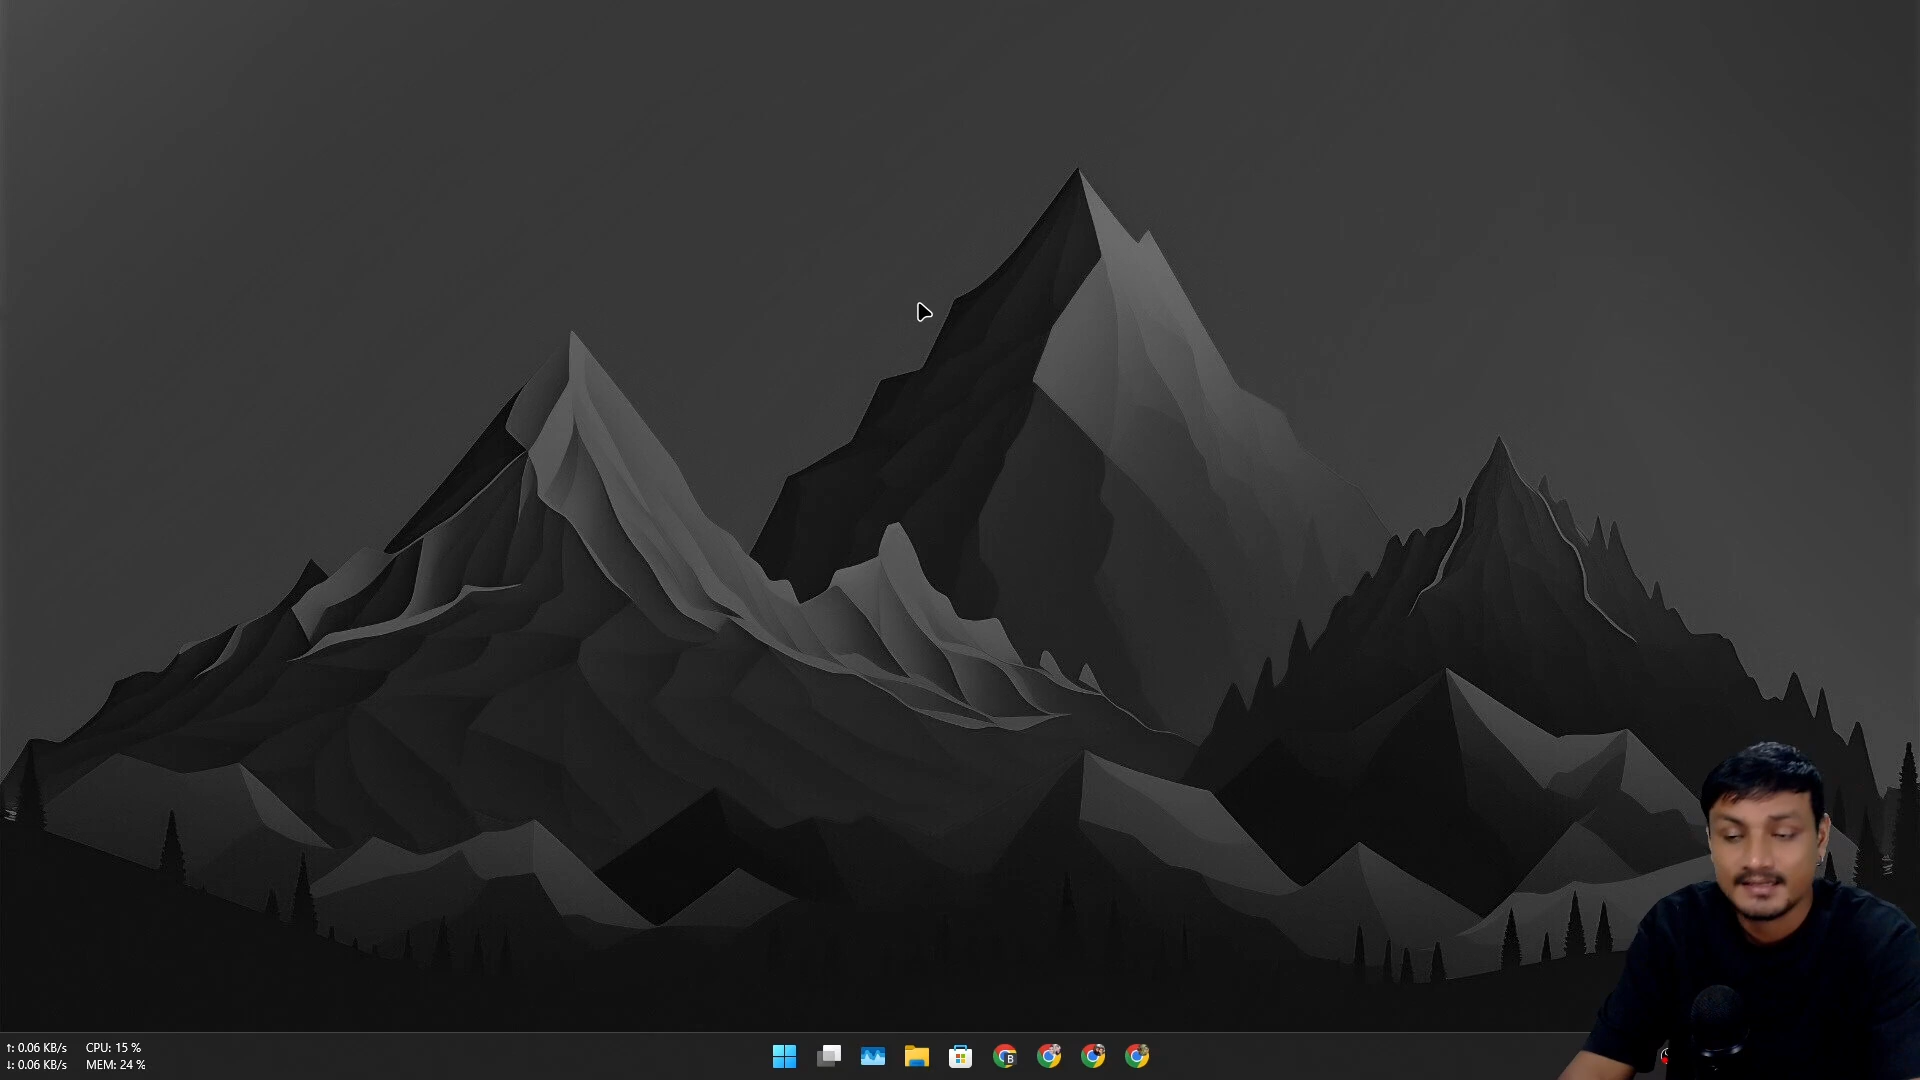 ↑: 0.06 KB/s CPU: 15 %
↓: 0.06 KB/s MEM: 24 %
B